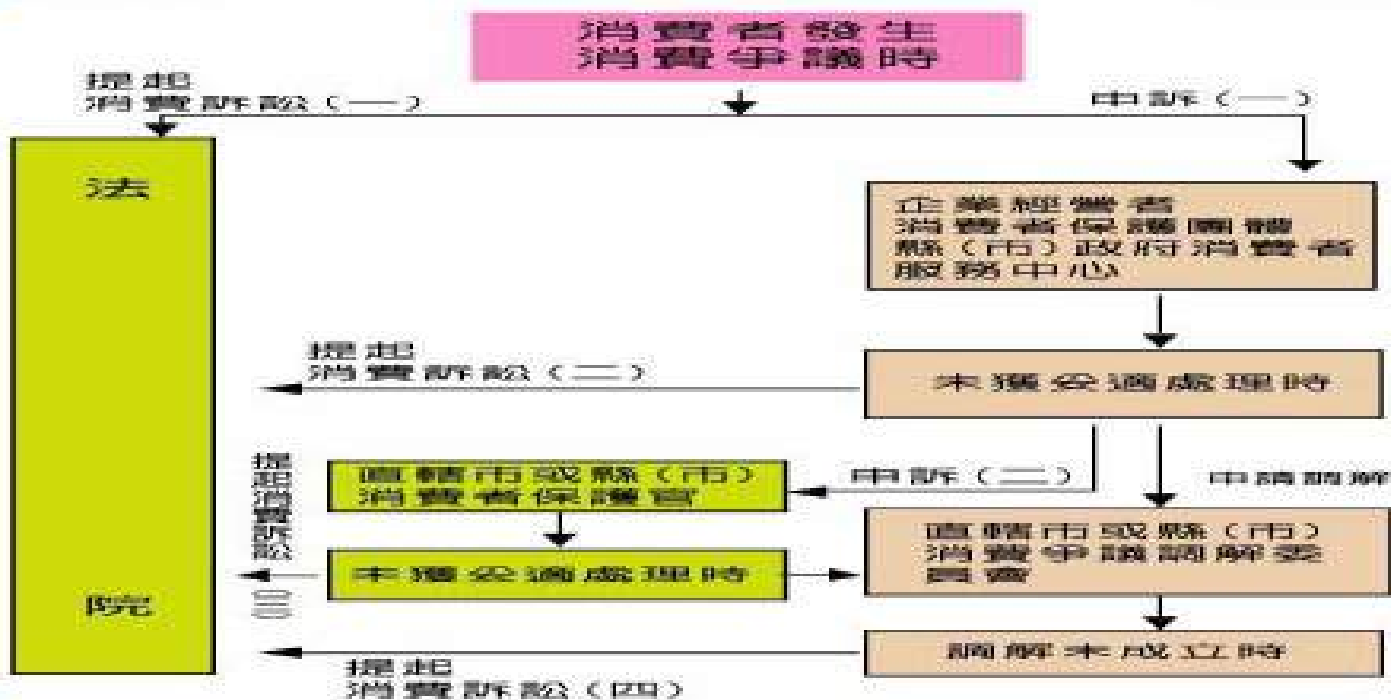 消費者發生
消費爭議時
提起
消費訴訟(一)
申訴(一)
法
院
企業經營者
消費者保護團體
縣(市)政府消費者
服務中心
提起
消費訴訟(二)
未獲妥適處理時
提起消費訴訟(三)
直轄市或縣(市)
消費者保護官
申訴(二)
申請調解
直轄市或縣(市)
消費爭議調解委
員會
未獲妥適處理時
調解未成立時
提起
消費訴訟(四)